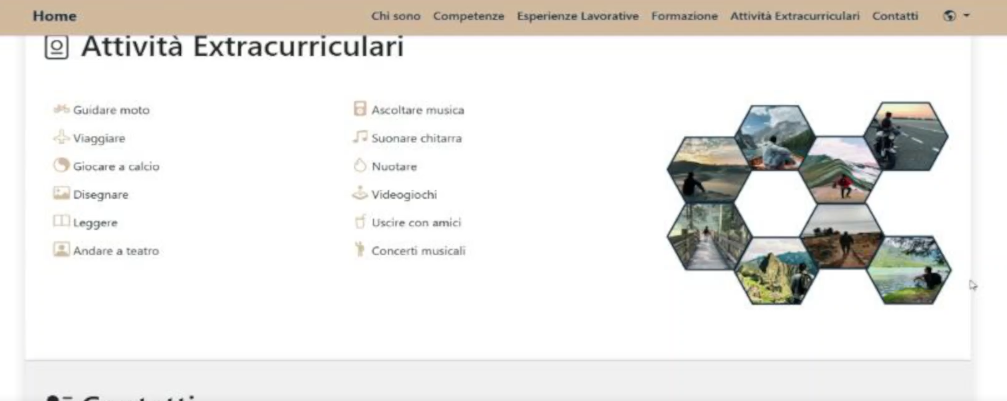 Home Chi sono Competenze Esperienze Lavorative Formazione Attività Extracurriculari Contatti
Attività Extracurriculari
Guidare moto
Viaggiare
Giocare a calcio
Disegnare
Leggere
Andare a teatro
Ascoltare musica
Suonare chitarra
Nuotare
Videogiochi
Uscire con amici
Concerti musicali